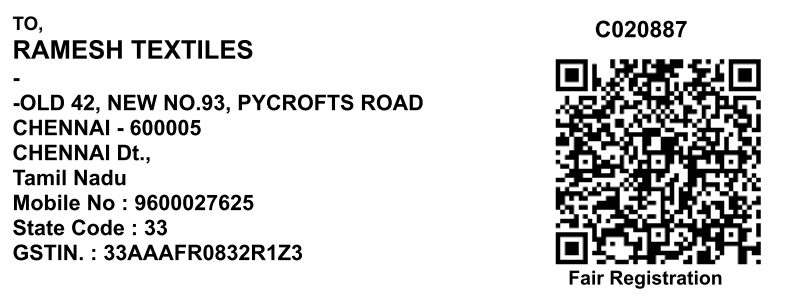 TO,
RAMESH TEXTILES
-
-OLD 42, NEW NO.93, PYCROFTS ROAD
CHENNAI - 600005
CHENNAI Dt.,
Tamil Nadu
Mobile No : 9600027625
State Code : 33
GSTIN. : 33AAAFR0832R1Z3
C020887
Fair Registration